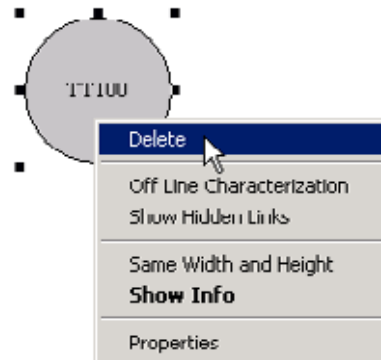 TT100
Delete
Off Line Characterization
Show Hidden Links
Same Width and Height
Show Info
Properties